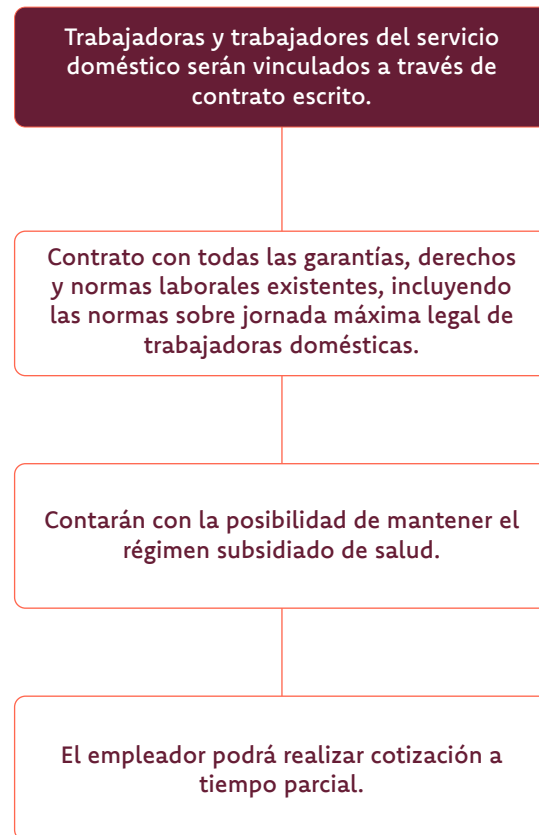 Trabajadoras y trabajadores del servicio
doméstico serán vinculados a través de
contrato escrito.
Contrato con todas las garantías, derechos
y normas laborales existentes, incluyendo
las normas sobre jornada máxima legal de
trabajadoras domésticas.
Contarán con la posibilidad de mantener el
régimen subsidiado de salud.
El empleador podrá realizar cotización a
tiempo parcial.